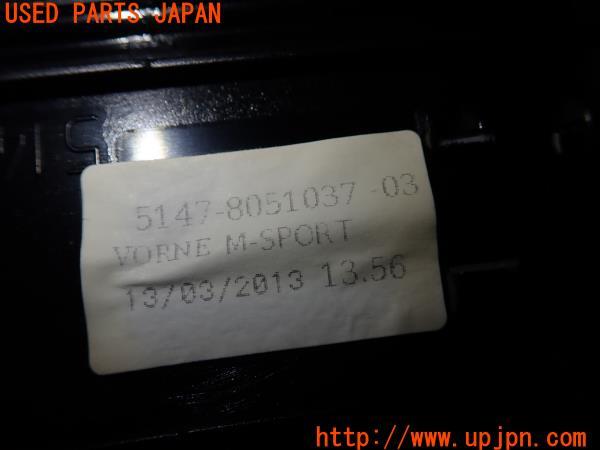 USED PARTS JAPAN
5147-8051037-03
VORNE M-SPORT
13/03/2013 13.56
http://www.upjpn.com/